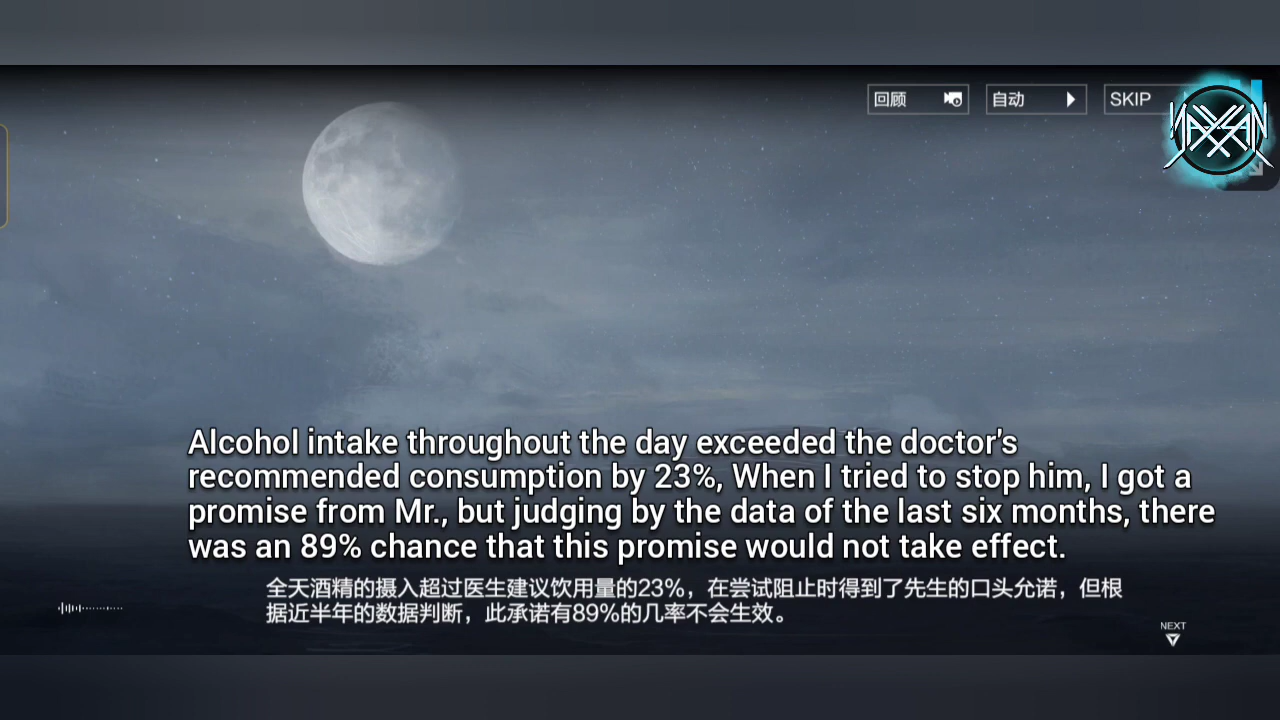 回顾
自动
SKIP
Alcohol intake throughout the day exceeded the doctor's
recommended consumption by 23%, When I tried to stop him, I got a
promise from Mr., but judging by the data of the last six months, there
was an 89% chance that this promise would not take effect.
全天酒精的摄入超过医生建议饮用量的23%，在尝试阻止时得到了先生的口头允诺，但根
据近半年的数据判断，此承诺有89%的几率不会生效。
NEXT